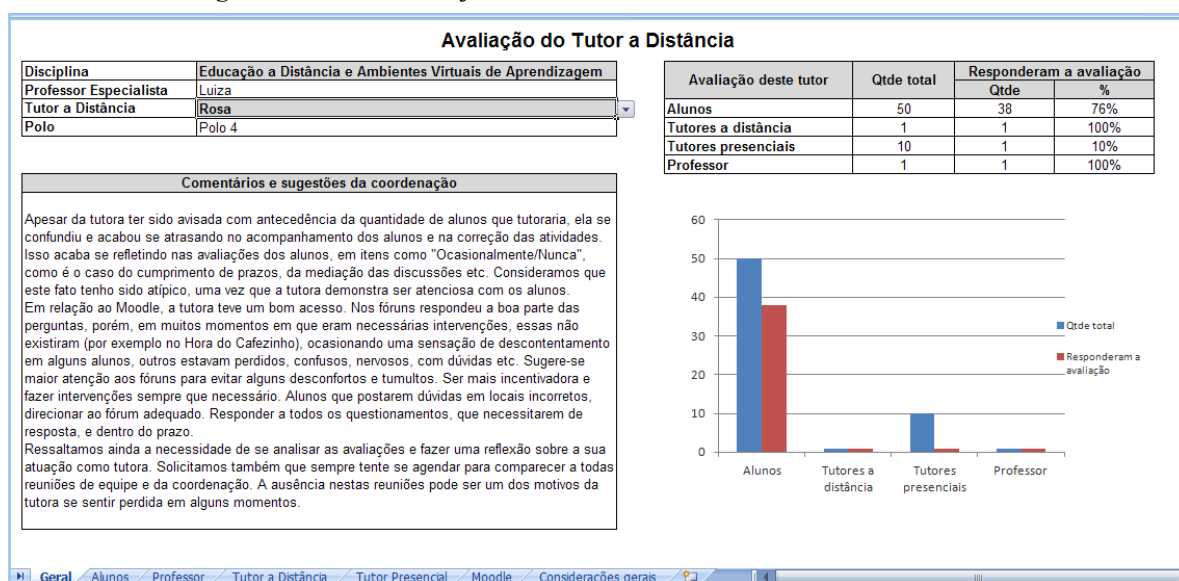 Avaliação do Tutor a Distância
Disciplina Educação a Distância e Ambientes Virtuais de Aprendizagem
Professor Especialista Luiza
Tutor a Distância Rosa
Polo Polo 4
Avaliação deste tutor Qtde total Responderam a avaliação
Qtde %
Alunos 50 38 76%
Tutores a distância 1 1 100%
Tutores presenciais 10 1 10%
Professor 1 1 100%
Comentários e sugestões da coordenação
Apesar da tutora ter sido avisada com antecedência da quantidade de alunos que tutoraria, ela se
confundiu e acabou se atrasando no acompanhamento dos alunos e na correção das atividades.
Isso acaba se refletindo nas avaliações dos alunos, em itens como "Ocasionalmente/Nunca",
como é o caso do cumprimento de prazos, da mediação das discussões etc. Consideramos que
este fato tenho sido atípico, uma vez que a tutora demonstra ser atenciosa com os alunos.
Em relação ao Moodle, a tutora teve um bom acesso. Nos fóruns respondeu a boa parte das
perguntas, porém, em muitos momentos em que eram necessárias intervenções, essas não
existiram (por exemplo no Hora do Cafezinho), ocasionando uma sensação de descontentamento
em alguns alunos, outros estavam perdidos, confusos, nervosos, com dúvidas etc. Sugere-se
maior atenção aos fóruns para evitar alguns desconfortos e tumultos. Ser mais incentivadora e
fazer intervenções sempre que necessário. Alunos que postarem dúvidas em locais incorretos,
direcionar ao fórum adequado. Responder a todos os questionamentos, que necessitarem de
resposta, e dentro do prazo.
Ressaltamos ainda a necessidade de se analisar as avaliações e fazer uma reflexão sobre a sua
atuação como tutora. Solicitamos também que sempre tente se agendar para comparecer a todas
reuniões de equipe e da coordenação. A ausência nestas reuniões pode ser um dos motivos da
tutora se sentir perdida em alguns momentos.
60
50
40
30
20
10
0
Alunos Tutores a distância Tutores presenciais Professor
Qtde total
Responderam a
avaliação
Geral Alunos Professor Tutor a Distância Tutor Presencial Moodle Considerações gerais